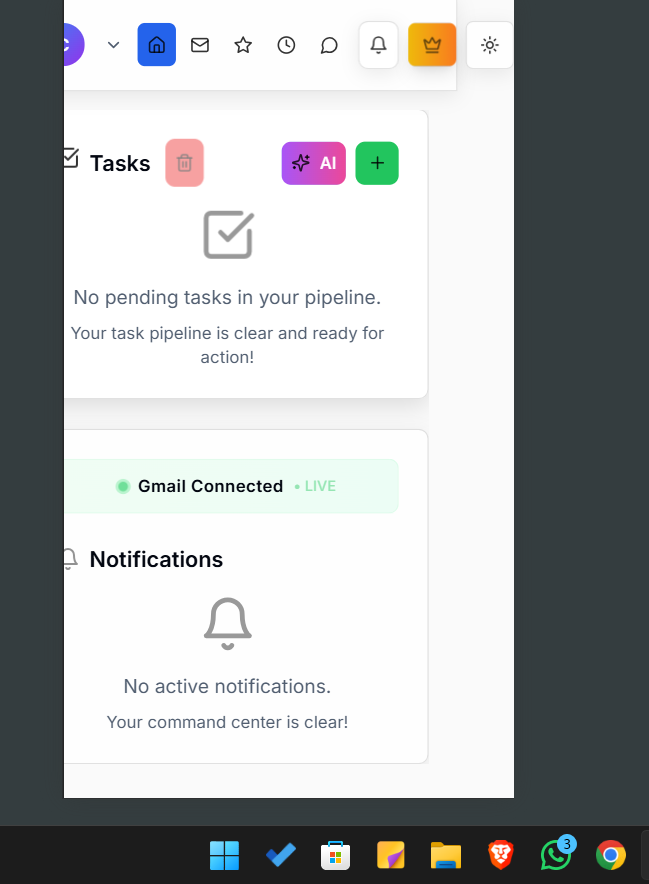 C
Tasks
AI
No pending tasks in your pipeline.
Your task pipeline is clear and ready for
action!
Gmail Connected • LIVE
Notifications
No active notifications.
Your command center is clear!
3